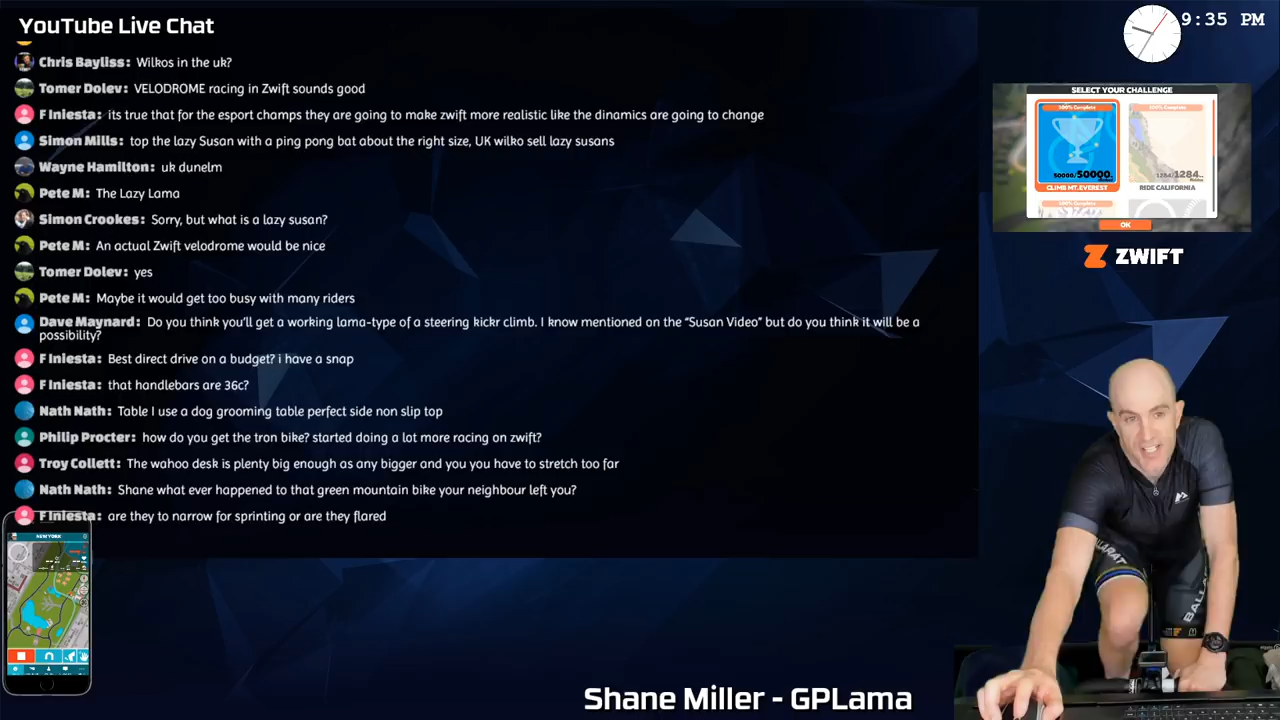 YouTube Live Chat
Chris Bayliss: Wilkos in the uk?
Tomer Dolev: VELODROME racing in Zwift sounds good
F Iniesta: its true that for the esport champs they are going to make zwift more realistic like the dinamics are going to change
Simon Mills: top the lazy Susan with a ping pong bat about the right size, UK wilko sell lazy susans
Wayne Hamilton: uk dunelm
Pete M: The Lazy Lama
Simon Crookes: Sorry, but what is a lazy susan?
Pete M: An actual Zwift velodrome would be nice
Tomer Dolev: yes
Pete M: Maybe it would get too busy with many riders
Dave Maynard: Do you think you'll get a working lama-type of a steering kickr climb. I know mentioned on the “Susan Video” but do you think it will be a
possibility?
F Iniesta: Best direct drive on a budget? i have a snap
F Iniesta: that handlebars are 36c?
Nath Nath: Table I use a dog grooming table perfect side non slip top
Philip Procter: how do you get the tron bike? started doing a lot more racing on zwift?
Troy Collett: The wahoo desk is plenty big enough as any bigger and you you have to stretch too far
Nath Nath: Shane what ever happened to that green mountain bike your neighbour left you?
F Iniesta: are they to narrow for sprinting or are they flared
NEW YORK
9:35 PM
SELECT YOUR CHALLENGE
100% Complete
100% Complete
50000/50000
1284/1284
CLIMB MT. EVEREST
RIDE CALIFORNIA
100% Complete
OK
ZWIFT
Shane Miller - GPLama